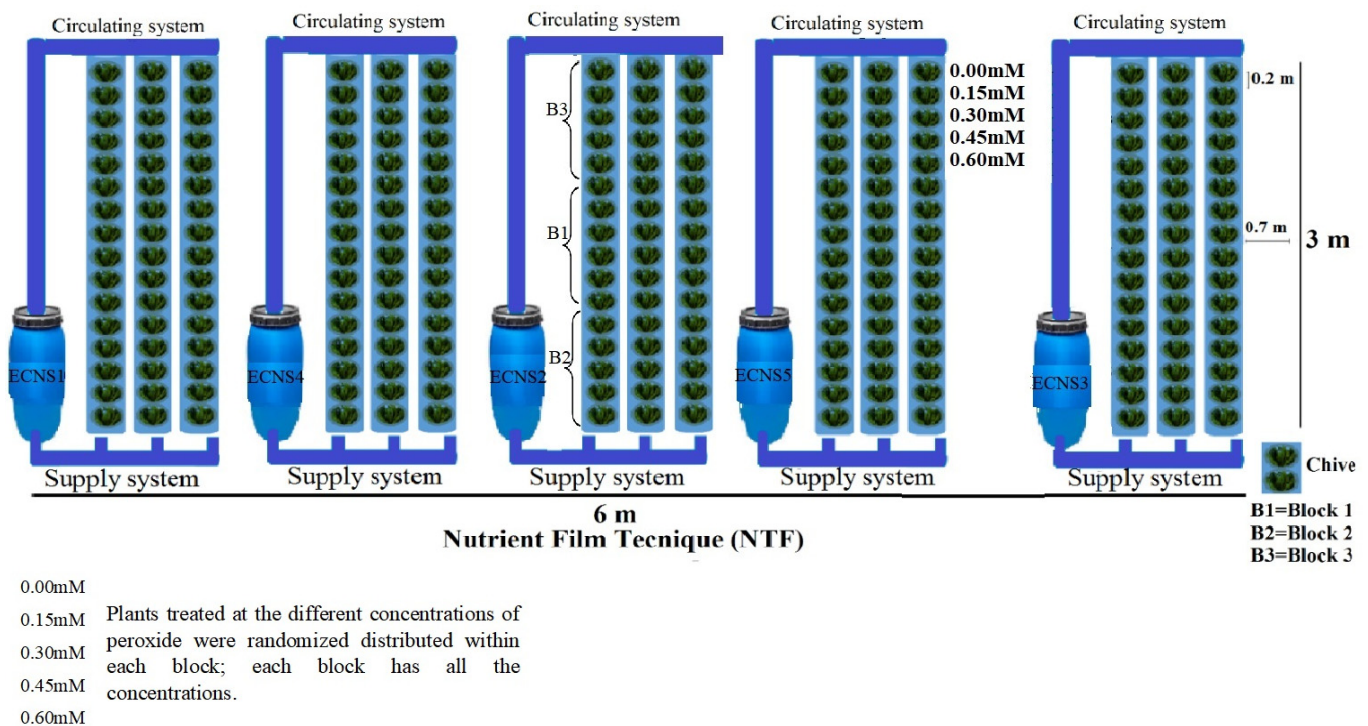 Circulating system
Circulating system
Circulating system
Circulating system
Circulating system
B3
B1
B2
0.00mM
0.15mM
0.30mM
0.45mM
0.60mM
0.2 m
0.7 m
3 m
ECNS1
ECNS4
ECNS2
ECNS5
ECNS3
Supply system
Supply system
Supply system
Supply system
Supply system
Chive
6 m
Nutrient Film Tecnique (NTF)
B1=Block 1
B2=Block 2
B3=Block 3
0.00mM
0.15mM
0.30mM
0.45mM
0.60mM
Plants treated at the different concentrations of
peroxide were randomized distributed within
each block; each block has all the
concentrations.